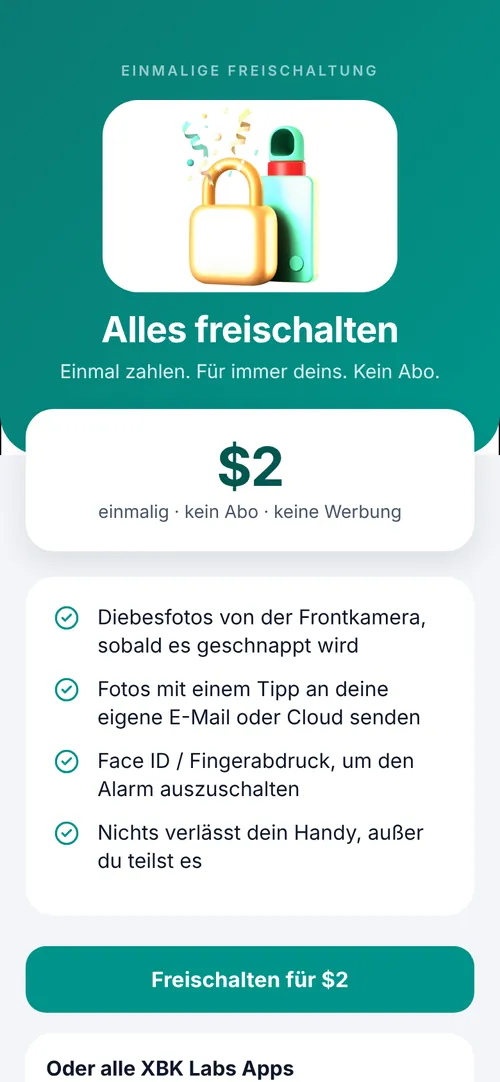 EINMALIGE FREISCHALTUNG
Alles freischalten
Einmal zahlen. Für immer deins. Kein Abo.
$2
einmalig · kein Abo · keine Werbung
Diebesfotos von der Frontkamera,
sobald es geschnappt wird
Fotos mit einem Tipp an deine
eigene E-Mail oder Cloud senden
Face ID / Fingerabdruck, um den
Alarm auszuschalten
Nichts verlässt dein Handy, außer
du teilst es
Freischalten für $2
Oder alle XBK Labs Apps